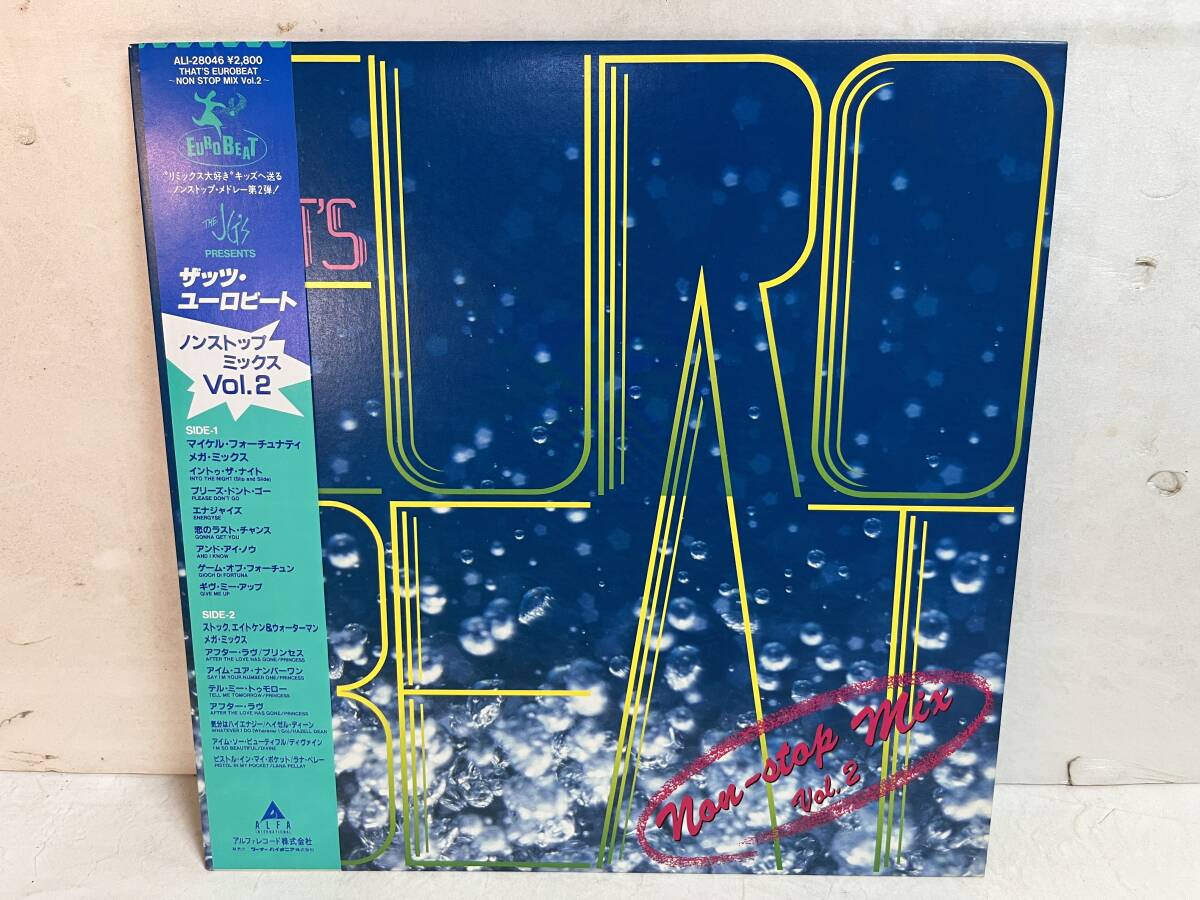 ALI-28046 ¥2,800
THAT'S EUROBEAT
~NON STOP MIX Vol.2~
EUROBEAT
"リミックス大好き"キッズへ送る
ノンストップ・メドレー第2弾!
THE JG'S
PRESENTS
ザッツ・
ユーロビート
ノンストップ
ミックス
Vol.2
SIDE-1
マイケル・フォーチュナティ
メガ・ミックス
イントゥ・ザ・ナイト
INTO THE NIGHT (Slip and Slide)
プリーズ・ドント・ゴー
PLEASE DON'T GO
エナジャイズ
ENERGYSE
恋のラスト・チャンス
GONNA GET YOU
アンド・アイ・ノウ
AND I KNOW
ゲーム・オブ・フォーチュン
GIOCH DI FORTUNA
ギヴ・ミー・アップ
GIVE ME UP
SIDE-2
ストック,エイトケン&ウォーターマン
メガ・ミックス
アフター・ラヴ/プリンセス
AFTER THE LOVE HAS GONE/PRINCESS
アイム・ユア・ナンバーワン
SAY I'M YOUR NUMBER ONE/PRINCESS
テル・ミー・トゥモロー
TELL ME TOMORROW/PRINCESS
アフター・ラヴ
AFTER THE LOVE HAS GONE/PRINCESS
気分はハイエナジー/ヘイゼル・ディーン
WHATEVER I DO (Wherever I Go)/HAZELL DEAN
アイム・ソー・ビューティフル/ディヴァイン
I'M SO BEAUTIFUL/DIVINE
ピストル・イン・マイ・ポケット/ラナ・ペレー
PISTOL IN MY POCKET/LANA PELLAY
ALFA
INTERNATIONAL
アルファレコード株式会社
T'S
EURO
BEAT
Non-stop Mix
Vol.2